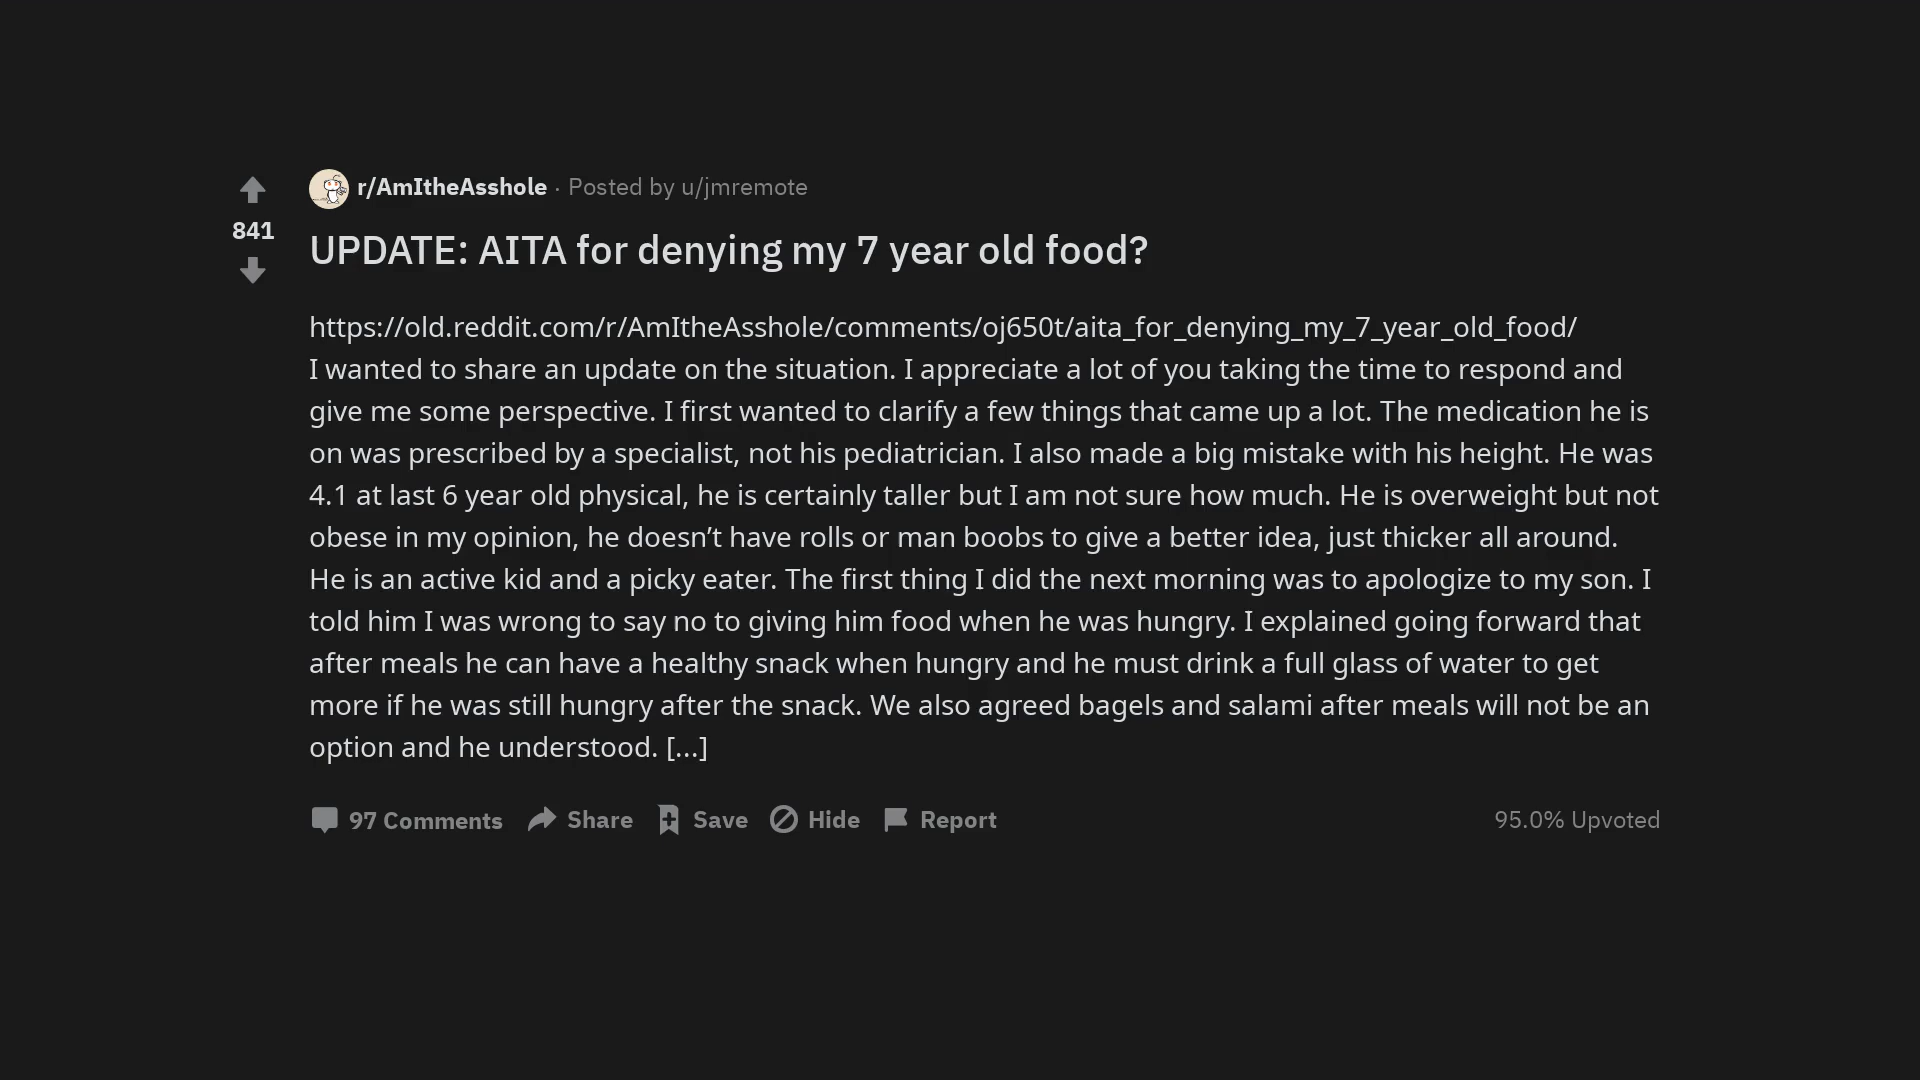 r/AmItheAsshole · Posted by u/jmremote
841
UPDATE: AITA for denying my 7 year old food?
https://old.reddit.com/r/AmItheAsshole/comments/oj650t/aita_for_denying_my_7_year_old_food/
I wanted to share an update on the situation. I appreciate a lot of you taking the time to respond and
give me some perspective. I first wanted to clarify a few things that came up a lot. The medication he is
on was prescribed by a specialist, not his pediatrician. I also made a big mistake with his height. He was
4.1 at last 6 year old physical, he is certainly taller but I am not sure how much. He is overweight but not
obese in my opinion, he doesn’t have rolls or man boobs to give a better idea, just thicker all around.
He is an active kid and a picky eater. The first thing I did the next morning was to apologize to my son. I
told him I was wrong to say no to giving him food when he was hungry. I explained going forward that
after meals he can have a healthy snack when hungry and he must drink a full glass of water to get
more if he was still hungry after the snack. We also agreed bagels and salami after meals will not be an
option and he understood. [...]
97 Comments Share Save Hide Report 95.0% Upvoted